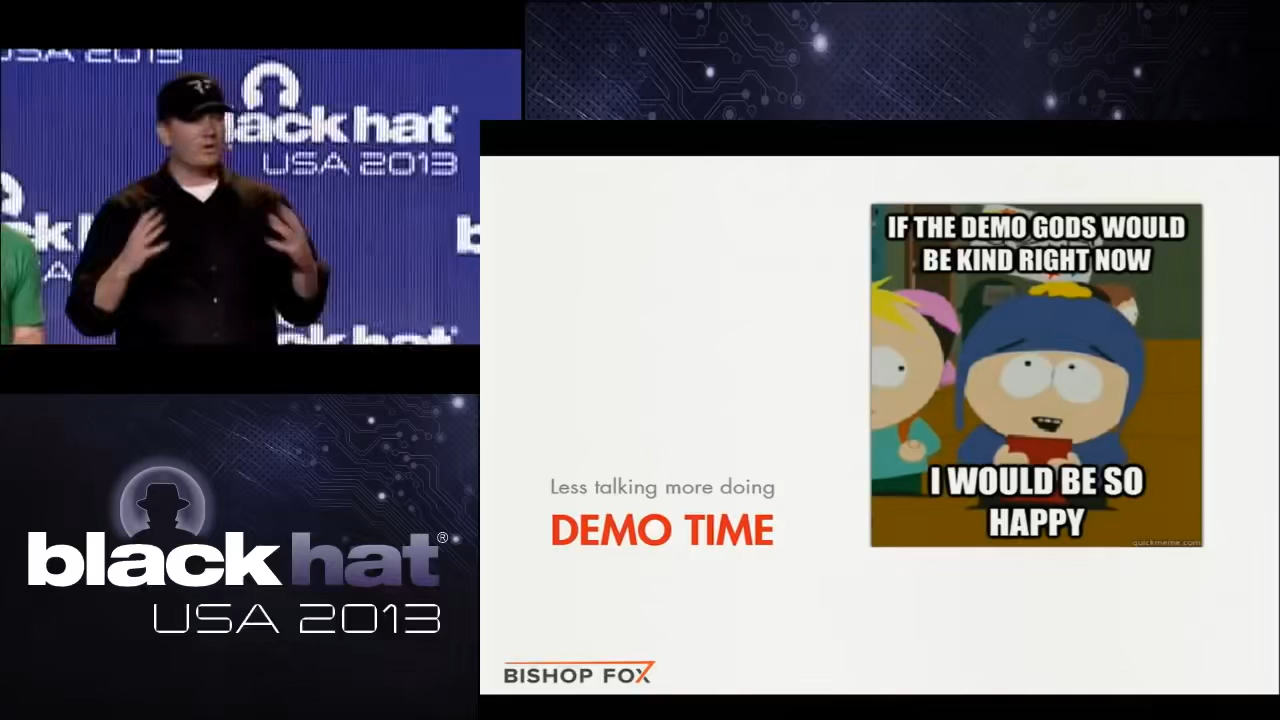 USA 2013
black hat
USA 2013
black hat
USA 2013
IF THE DEMO GODS WOULD
BE KIND RIGHT NOW
I WOULD BE SO
HAPPY
quickmeme.com
Less talking more doing
DEMO TIME
BISHOP FOX